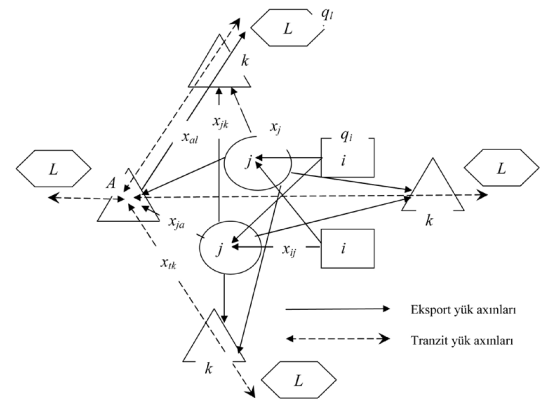 q_l
L
k
x_jk
x_j
x_al
q_i
L
A
j
i
L
k
x_ja
j
x_ij
i
x_tk
Eksport yük axınları
Tranzit yük axınları
k
L